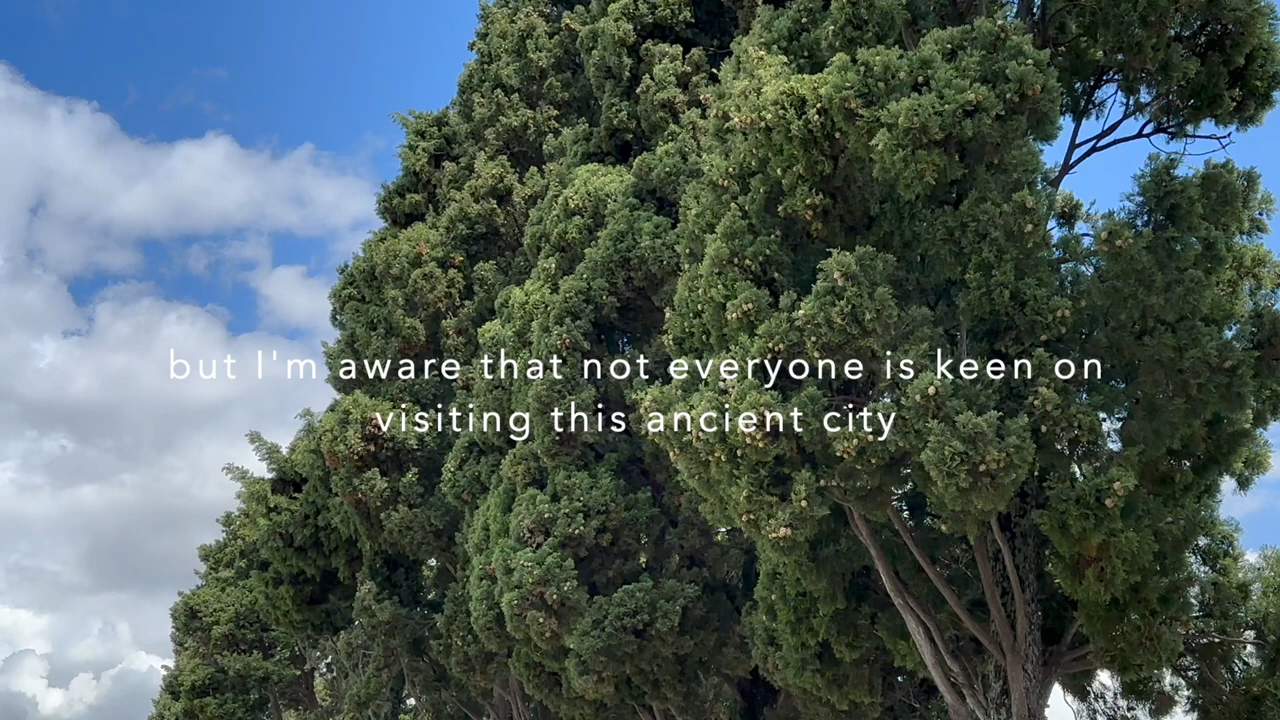 but I'm aware that not everyone is keen on
visiting this ancient city